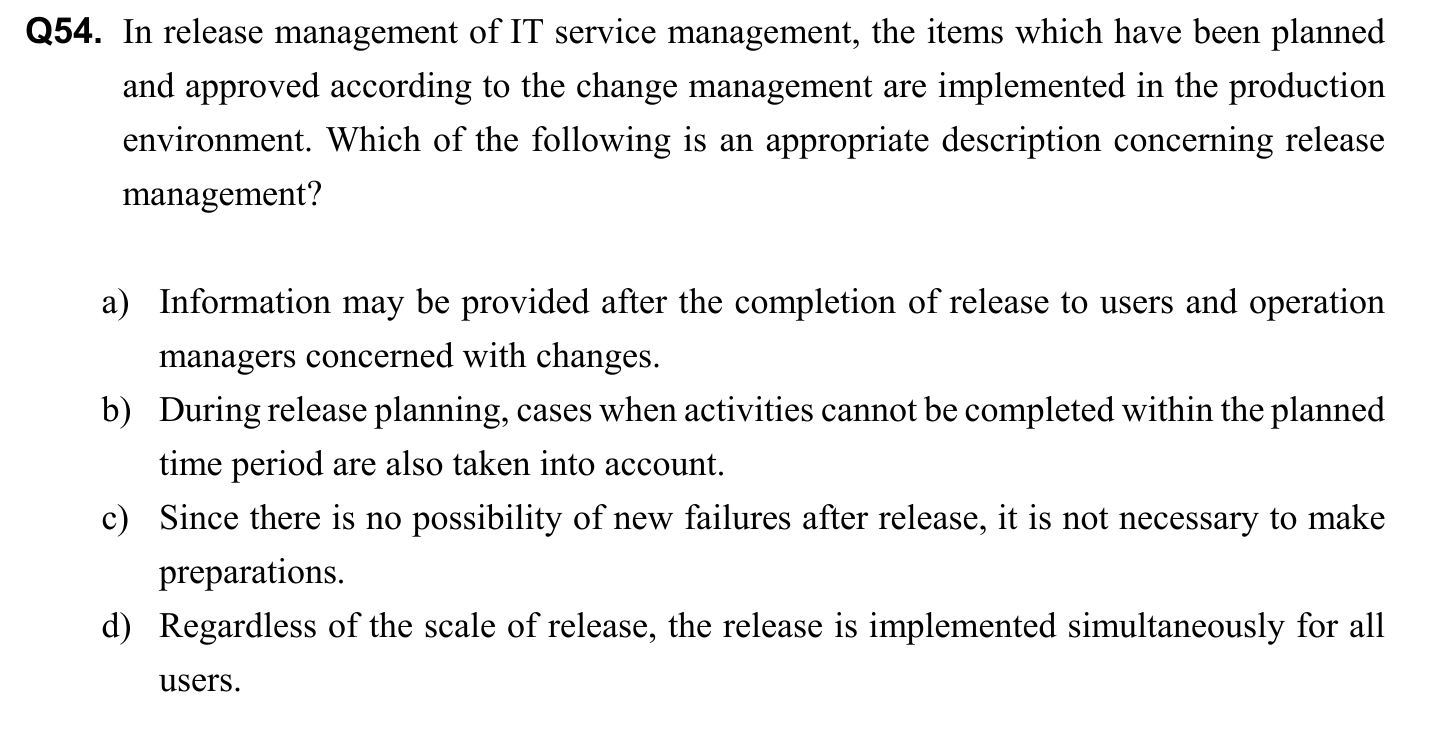 Q54. In release management of IT service management, the items which have been planned
and approved according to the change management are implemented in the production
environment. Which of the following is an appropriate description concerning release
management?
a) Information may be provided after the completion of release to users and operation
managers concerned with changes.
b) During release planning, cases when activities cannot be completed within the planned
time period are also taken into account.
c) Since there is no possibility of new failures after release, it is not necessary to make
preparations.
d) Regardless of the scale of release, the release is implemented simultaneously for all
users.